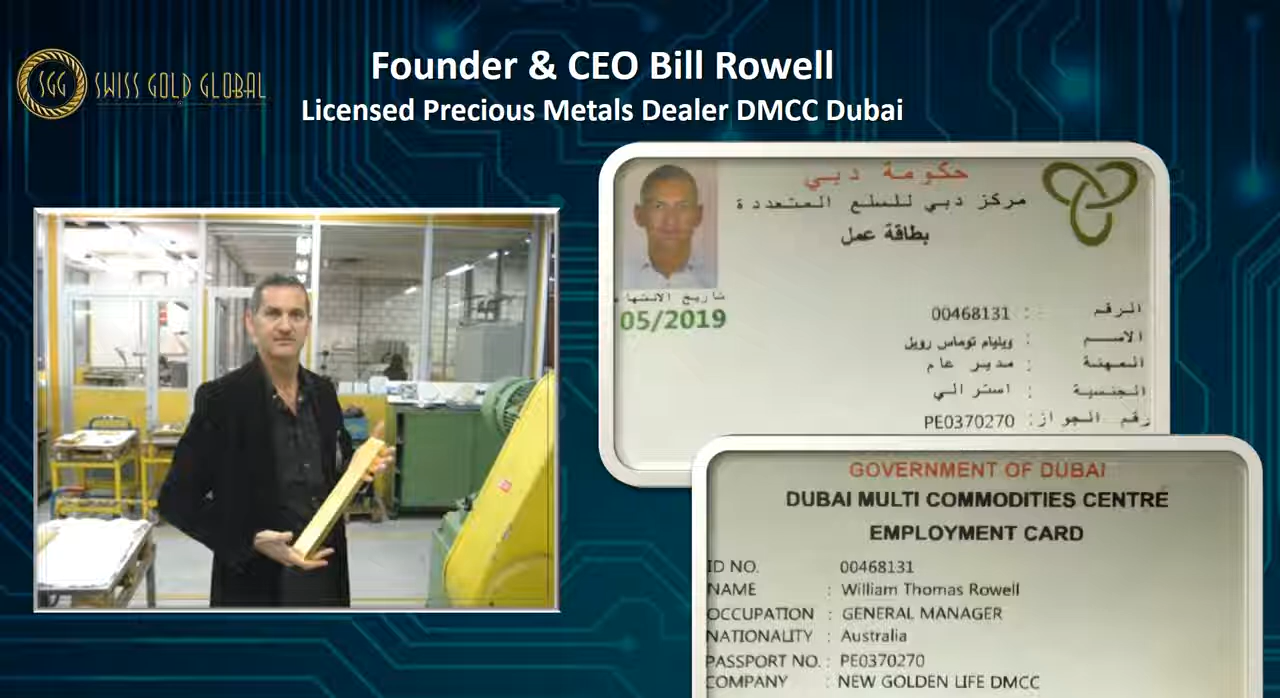 SGG SWISS GOLD GLOBAL
Founder & CEO Bill Rowell
Licensed Precious Metals Dealer DMCC Dubai
حكومة دبي
مركز دبي للسلع المتعددة
بطاقة عمل
تاريخ الانتهاء
05/2019
الرقم : 00468131
الاسم : ويليام توماس رويل
المهنة : مدير عام
الجنسية : استرالي
رقم الجواز: PE0370270
GOVERNMENT OF DUBAI
DUBAI MULTI COMMODITIES CENTRE
EMPLOYMENT CARD
ID NO. 00468131
NAME : William Thomas Rowell
OCCUPATION : GENERAL MANAGER
NATIONALITY : Australia
PASSPORT NO. : PE0370270
COMPANY : NEW GOLDEN LIFE DMCC